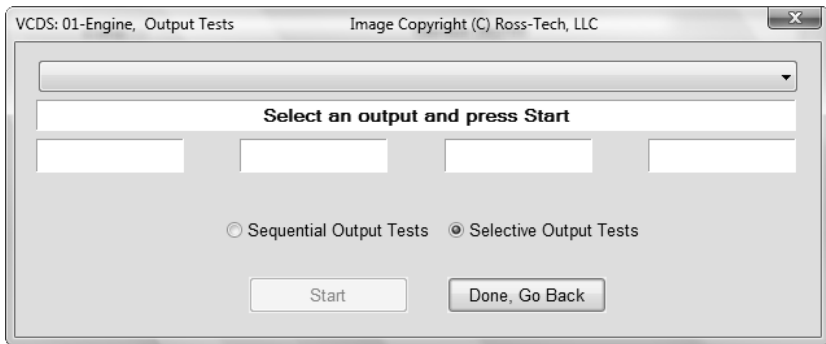 VCDS: 01-Engine, Output Tests Image Copyright (C) Ross-Tech, LLC
Select an output and press Start
Sequential Output Tests Selective Output Tests
Start Done, Go Back